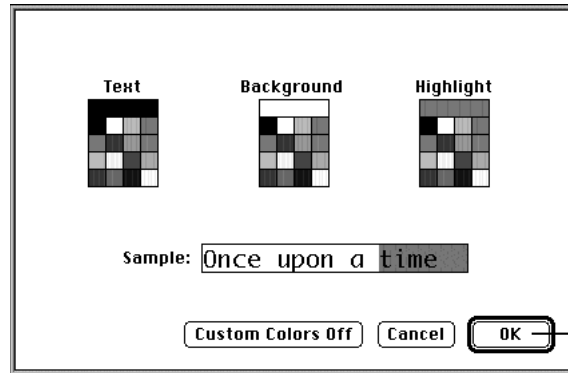 Text Background Highlight
Sample: Once upon a time
Custom Colors Off Cancel OK